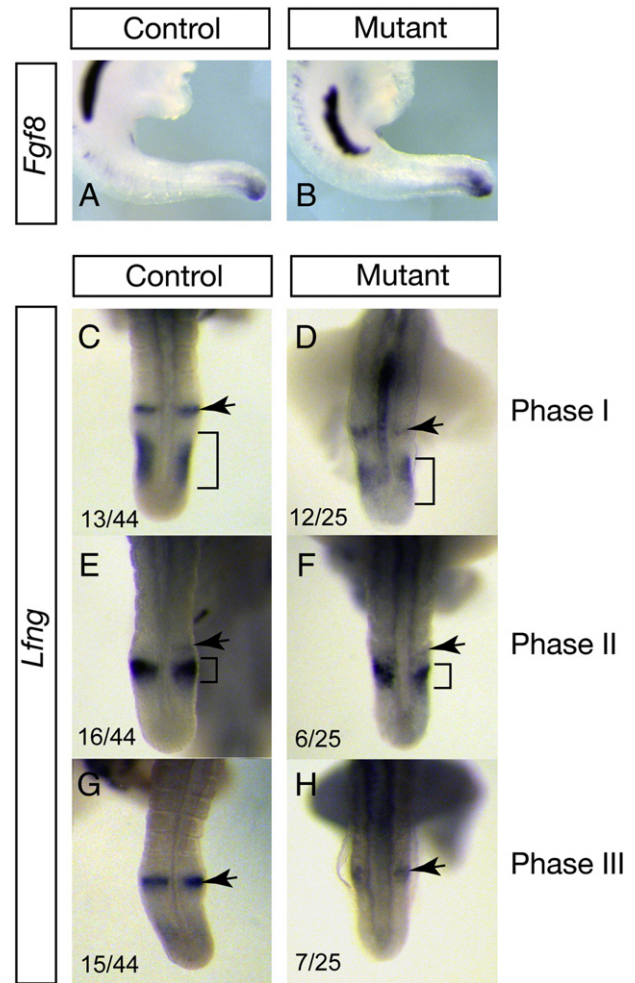 Control Mutant
Fgf8
A B
Control Mutant
Lfng
C D Phase I
13/44 12/25
E F Phase II
16/44 6/25
G H Phase III
15/44 7/25